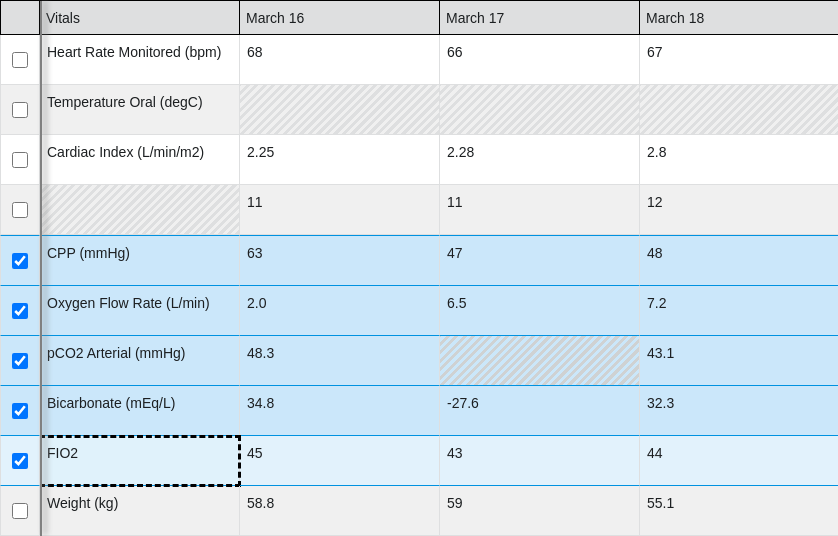 Vitals March 16 March 17 March 18
Heart Rate Monitored (bpm) 68 66 67
Temperature Oral (degC)
Cardiac Index (L/min/m2) 2.25 2.28 2.8
11 11 12
CPP (mmHg) 63 47 48
Oxygen Flow Rate (L/min) 2.0 6.5 7.2
pCO2 Arterial (mmHg) 48.3 43.1
Bicarbonate (mEq/L) 34.8 -27.6 32.3
FIO2 45 43 44
Weight (kg) 58.8 59 55.1